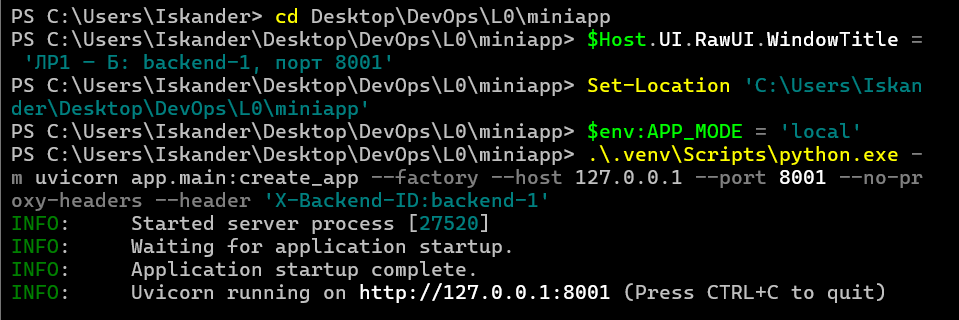 PS C:\Users\Iskander> cd Desktop\DevOps\L0\miniapp
PS C:\Users\Iskander\Desktop\DevOps\L0\miniapp> $Host.UI.RawUI.WindowTitle =
 'ЛР1 — Б: backend-1, порт 8001'
PS C:\Users\Iskander\Desktop\DevOps\L0\miniapp> Set-Location 'C:\Users\Iskan
der\Desktop\DevOps\L0\miniapp'
PS C:\Users\Iskander\Desktop\DevOps\L0\miniapp> $env:APP_MODE = 'local'
PS C:\Users\Iskander\Desktop\DevOps\L0\miniapp> .\.venv\Scripts\python.exe -
m uvicorn app.main:create_app --factory --host 127.0.0.1 --port 8001 --no-pr
oxy-headers --header 'X-Backend-ID:backend-1'
INFO:     Started server process [27520]
INFO:     Waiting for application startup.
INFO:     Application startup complete.
INFO:     Uvicorn running on http://127.0.0.1:8001 (Press CTRL+C to quit)